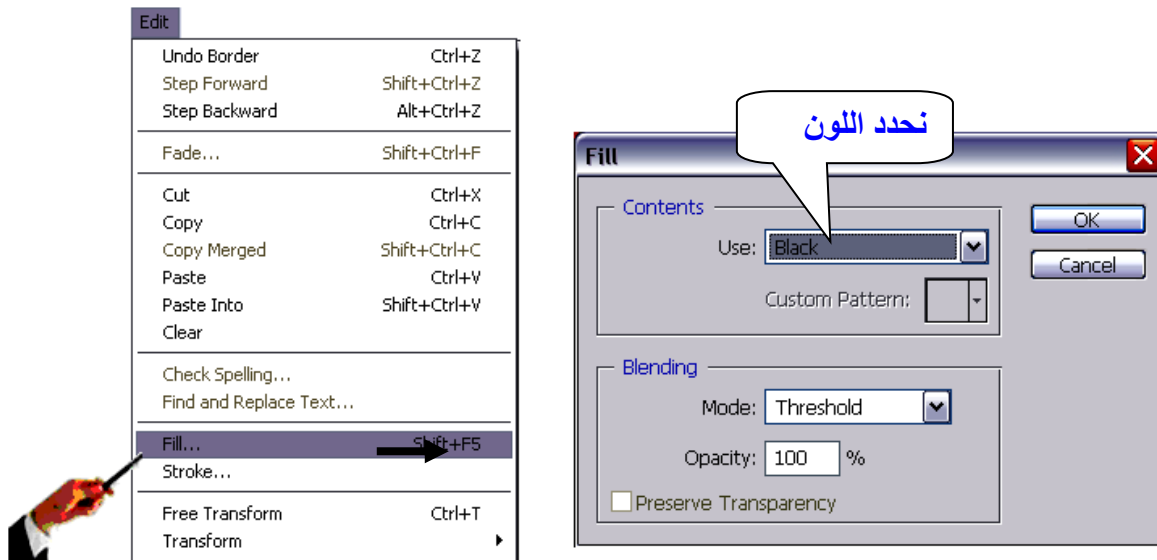 Edit
Undo Border Ctrl+Z
Step Forward Shift+Ctrl+Z
Step Backward Alt+Ctrl+Z
Fade... Shift+Ctrl+F
Cut Ctrl+X
Copy Ctrl+C
Copy Merged Shift+Ctrl+C
Paste Ctrl+V
Paste Into Shift+Ctrl+V
Clear
Check Spelling...
Find and Replace Text...
Fill... Shift+F5
Stroke...
Free Transform Ctrl+T
Transform
نحدد اللون
Fill
Contents
Use: Black
Custom Pattern:
OK
Cancel
Blending
Mode: Threshold
Opacity: 100 %
Preserve Transparency